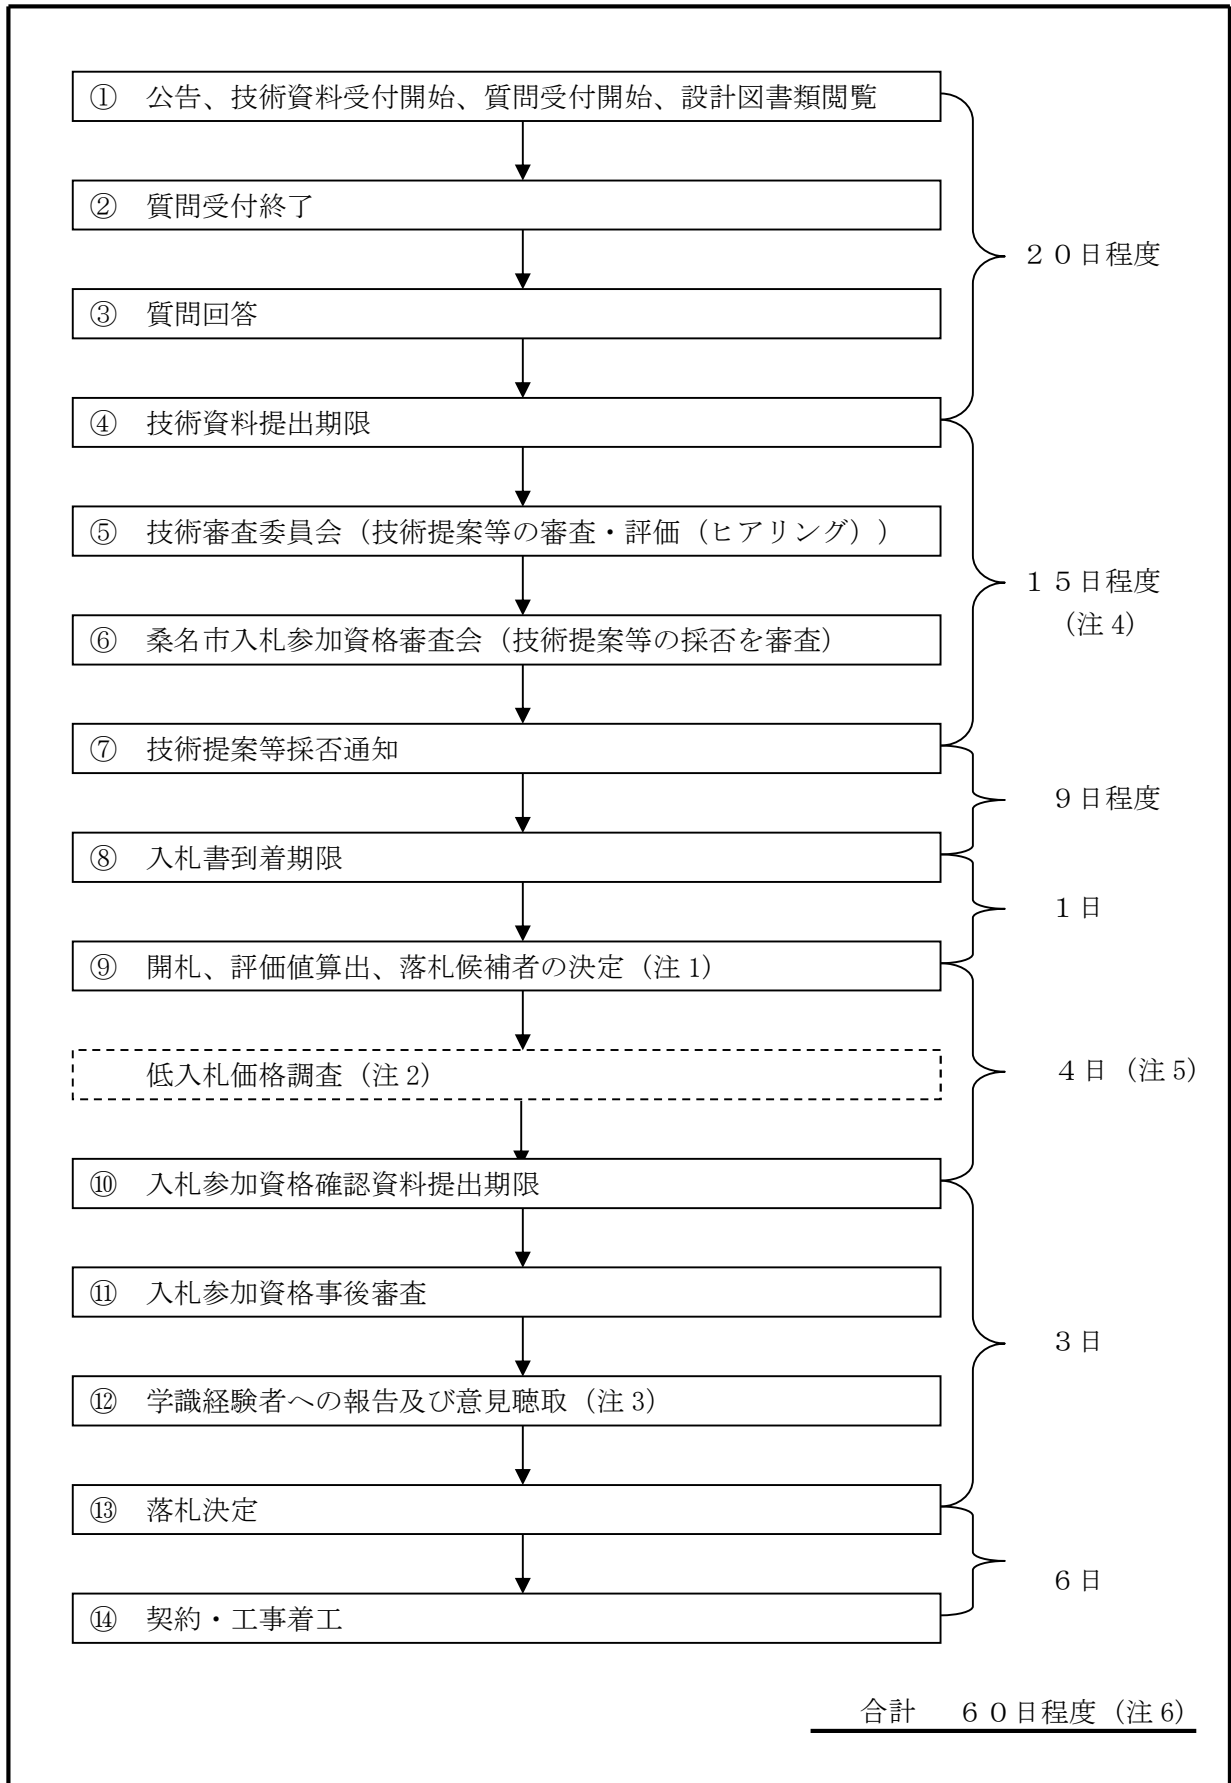 ① 公告、技術資料受付開始、質問受付開始、設計図書類閲覧
② 質問受付終了
２０日程度
③ 質問回答
④ 技術資料提出期限
⑤ 技術審査委員会（技術提案等の審査・評価（ヒアリング））
１５日程度
（注 4）
⑥ 桑名市入札参加資格審査会（技術提案等の採否を審査）
⑦ 技術提案等採否通知
９日程度
⑧ 入札書到着期限
１日
⑨ 開札、評価値算出、落札候補者の決定（注 1）
低入札価格調査（注 2）
４日（注 5）
⑩ 入札参加資格確認資料提出期限
⑪ 入札参加資格事後審査
３日
⑫ 学識経験者への報告及び意見聴取（注 3）
⑬ 落札決定
６日
⑭ 契約・工事着工
合計 ６０日程度（注 6）